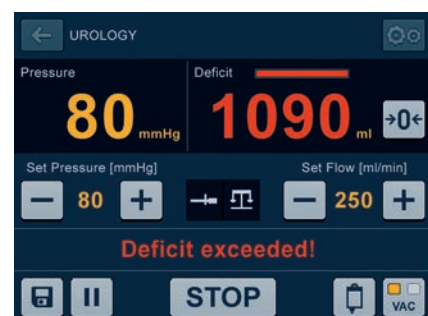 UROLOGY
Pressure Deficit
80 mmHg 1090 ml →0←
Set Pressure [mmHg] Set Flow [ml/min]
− 80 + − 250 +
Deficit exceeded!
STOP VAC